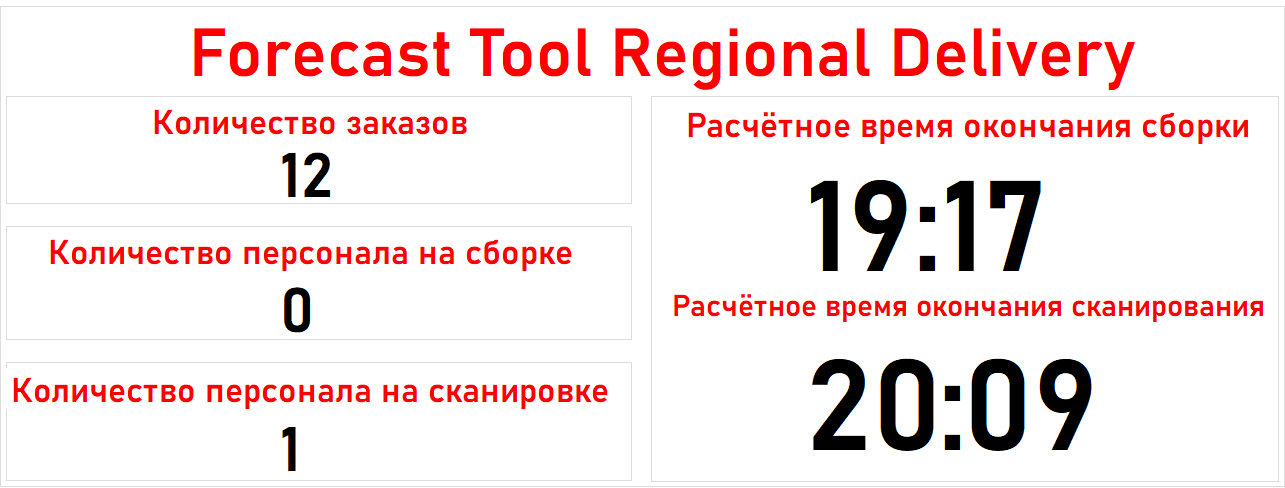 Forecast Tool Regional Delivery
Количество заказов
12
Количество персонала на сборке
0
Количество персонала на сканировке
1
Расчётное время окончания сборки
19:17
Расчётное время окончания сканирования
20:09